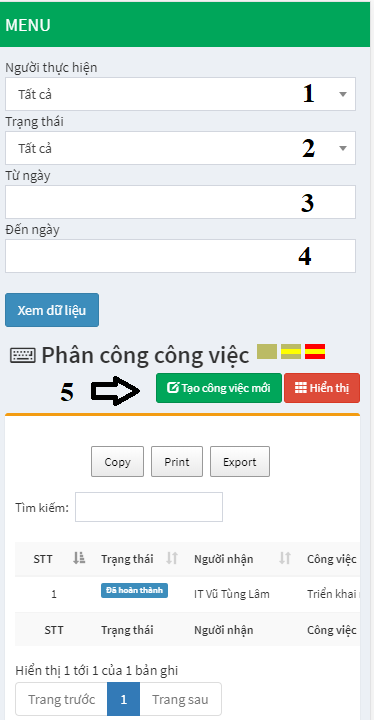 MENU
Người thực hiện
Tất cả 1
Trạng thái
Tất cả 2
Từ ngày
3
Đến ngày
4
Xem dữ liệu
Phân công công việc
5 Tạo công việc mới Hiển thị
Copy Print Export
Tìm kiếm:
STT Trạng thái Người nhận Công việc
1 Đã hoàn thành IT Vũ Tùng Lâm Triển khai
STT Trạng thái Người nhận Công việc
Hiển thị 1 tới 1 của 1 bản ghi
Trang trước 1 Trang sau